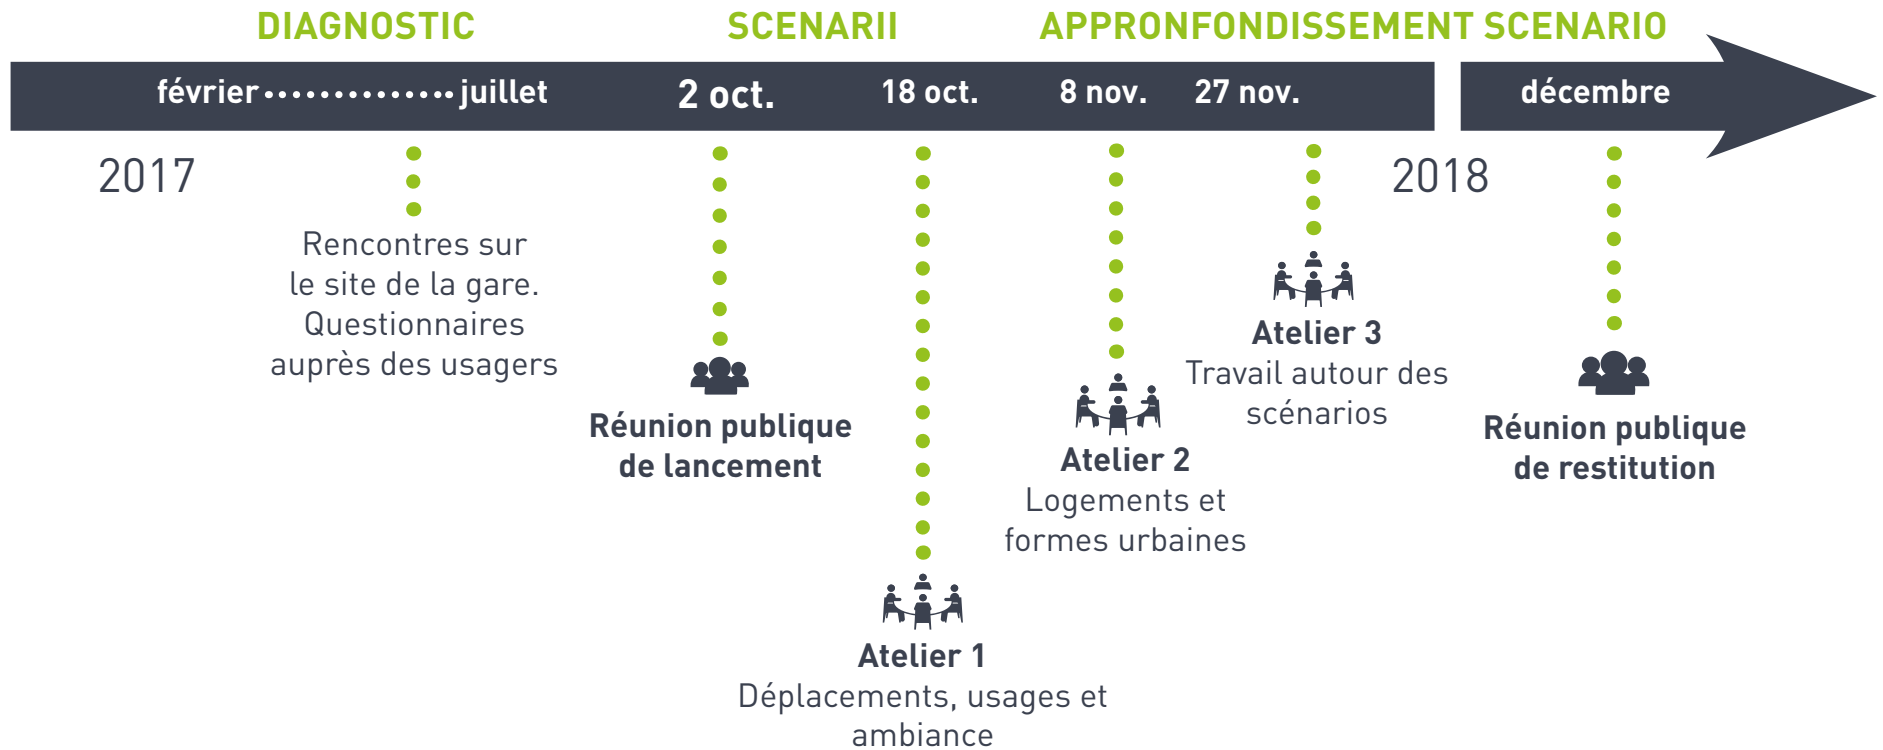 DIAGNOSTIC
SCENARII
APPRONFONDISSEMENT SCENARIO
février
juillet
2 oct.
18 oct.
8 nov.
27 nov.
décembre
2017
2018
Rencontres sur
le site de la gare.
Questionnaires
auprès des usagers
Réunion publique
de lancement
Atelier 1
Déplacements, usages et
ambiance
Atelier 2
Logements et
formes urbaines
Atelier 3
Travail autour des
scénarios
Réunion publique
de restitution